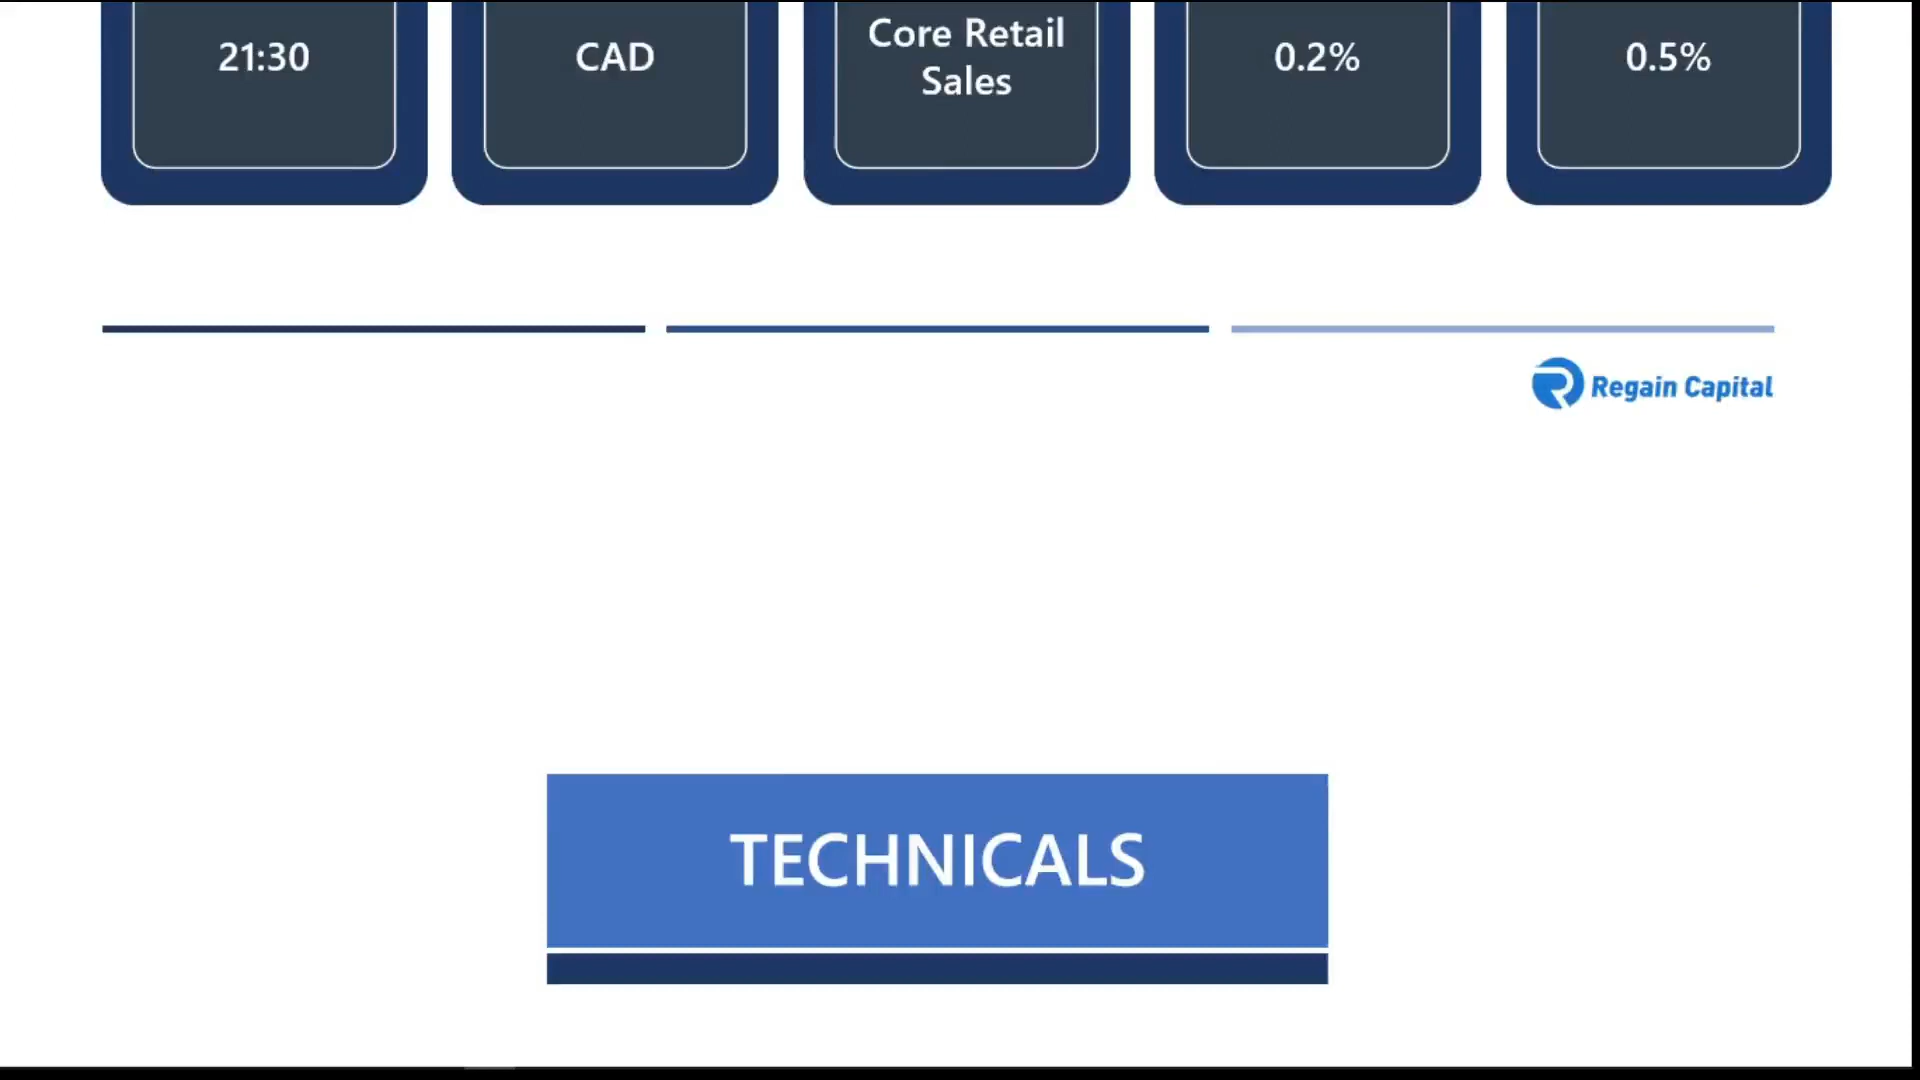 21:30
CAD
Core Retail
Sales
0.2%
0.5%
Regain Capital
TECHNICALS